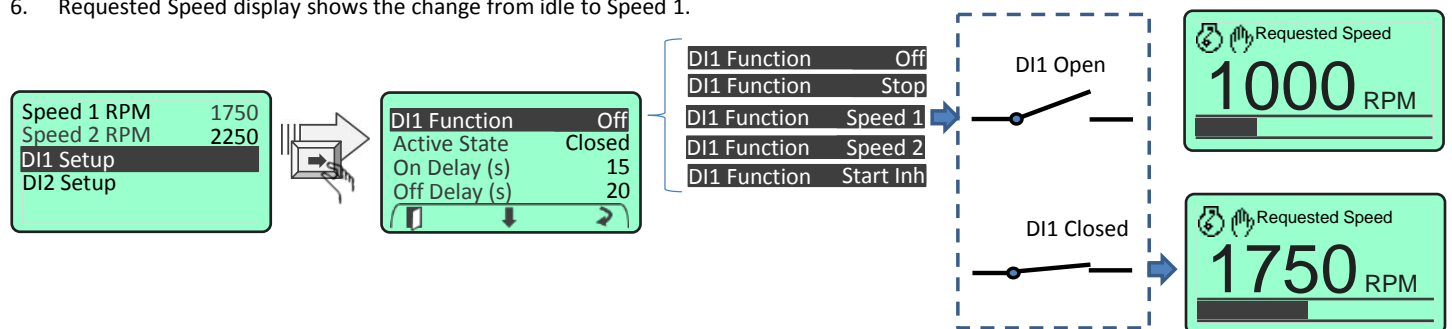 6. Requested Speed display shows the change from idle to Speed 1.
Speed 1 RPM 1750
Speed 2 RPM 2250
DI1 Setup
DI2 Setup
DI1 Function Off
Active State Closed
On Delay (s) 15
Off Delay (s) 20
DI1 Function Off
DI1 Function Stop
DI1 Function Speed 1
DI1 Function Speed 2
DI1 Function Start Inh
DI1 Open
DI1 Closed
Requested Speed
1000 RPM
Requested Speed
1750 RPM